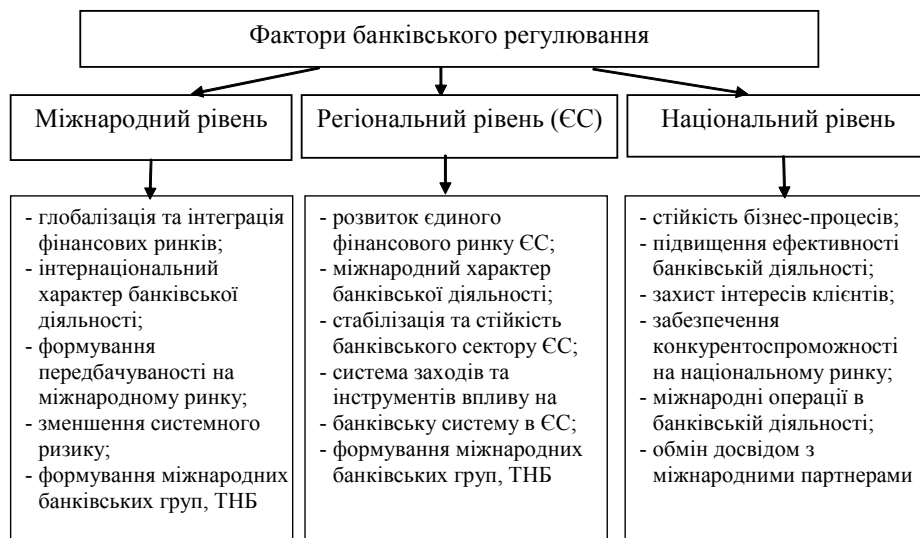 Фактори банківського регулювання
Міжнародний рівень
Регіональний рівень (ЄС)
Національний рівень
- глобалізація та інтеграція
фінансових ринків;
- інтернаціональний
характер банківської
діяльності;
- формування
передбачуваності на
міжнародному ринку;
- зменшення системного
ризику;
- формування міжнародних
банківських груп, ТНБ
- розвиток єдиного
фінансового ринку ЄС;
- міжнародний характер
банківської діяльності;
- стабілізація та стійкість
банківського сектору ЄС;
- система заходів та
інструментів впливу на
- банківську систему в ЄС;
- формування міжнародних
банківських груп, ТНБ
- стійкість бізнес-процесів;
- підвищення ефективності
банківській діяльності;
- захист інтересів клієнтів;
- забезпечення
конкурентоспроможності
на національному ринку;
- міжнародні операції в
банківській діяльності;
- обмін досвідом з
міжнародними партнерами